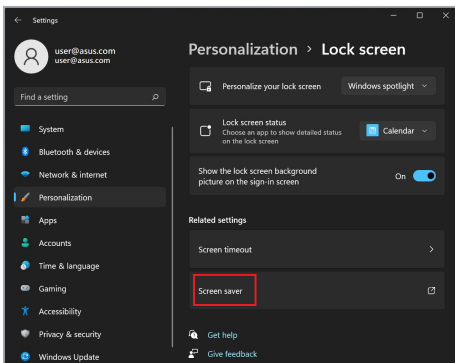 Settings
user@asus.com
user@asus.com
Find a setting
System
Bluetooth & devices
Network & internet
Personalization
Apps
Accounts
Time & language
Gaming
Accessibility
Privacy & security
Windows Update
Personalization > Lock screen
Personalize your lock screen
Windows spotlight
Lock screen status
Choose an app to show detailed status
on the lock screen
Calendar
Show the lock screen background
picture on the sign-in screen
On
Related settings
Screen timeout
Screen saver
Get help
Give feedback